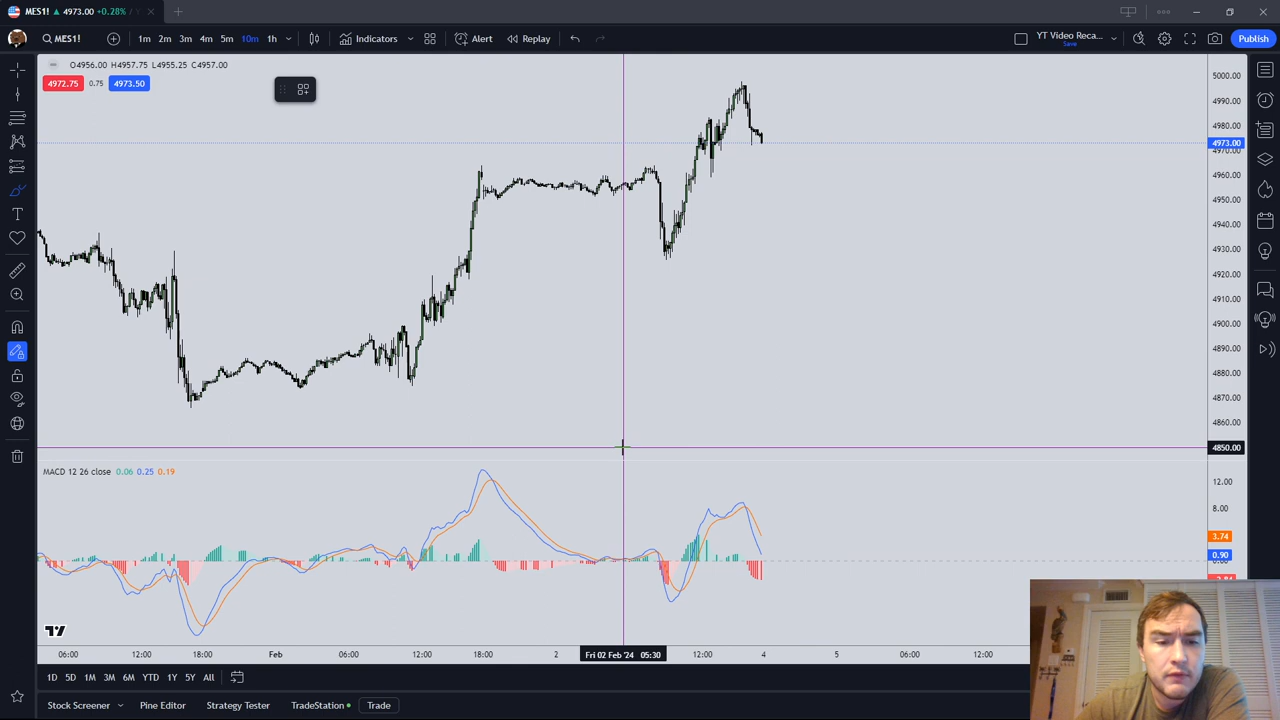 MES1! ▲ 4973.00 +0.28% /
MES1! 1m 2m 3m 4m 5m 10m 1h Indicators Alert Replay YT Video Reca... Save Publish
O4956.00 H4957.75 L4955.25 C4957.00
4972.75 0.75 4973.50
5000.00
4990.00
4980.00
4973.00
4970.00
4960.00
4950.00
4940.00
4930.00
4920.00
4910.00
4900.00
4890.00
4880.00
4870.00
4860.00
4850.00
MACD 12 26 close 0.06 0.25 0.19
12.00
8.00
3.74
0.90
0.00
06:00 12:00 18:00 Feb 06:00 12:00 18:00 2 Fri 02 Feb '24 05:30 12:00 4 5 06:00 12:00
1D 5D 1M 3M 6M YTD 1Y 5Y All
Stock Screener Pine Editor Strategy Tester TradeStation Trade